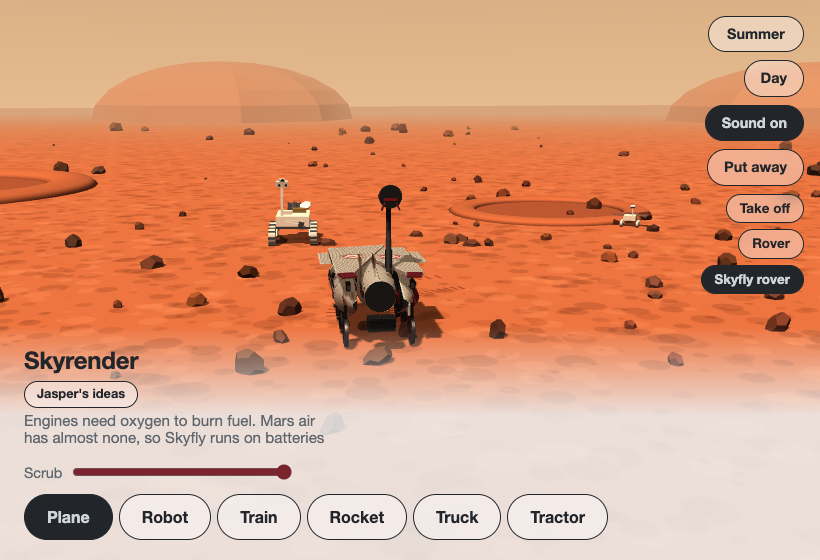 Summer
Day
Sound on
Put away
Take off
Rover
Skyfly rover
Skyrender
Jasper's ideas
Engines need oxygen to burn fuel. Mars air
has almost none, so Skyfly runs on batteries
Scrub
Plane Robot Train Rocket Truck Tractor